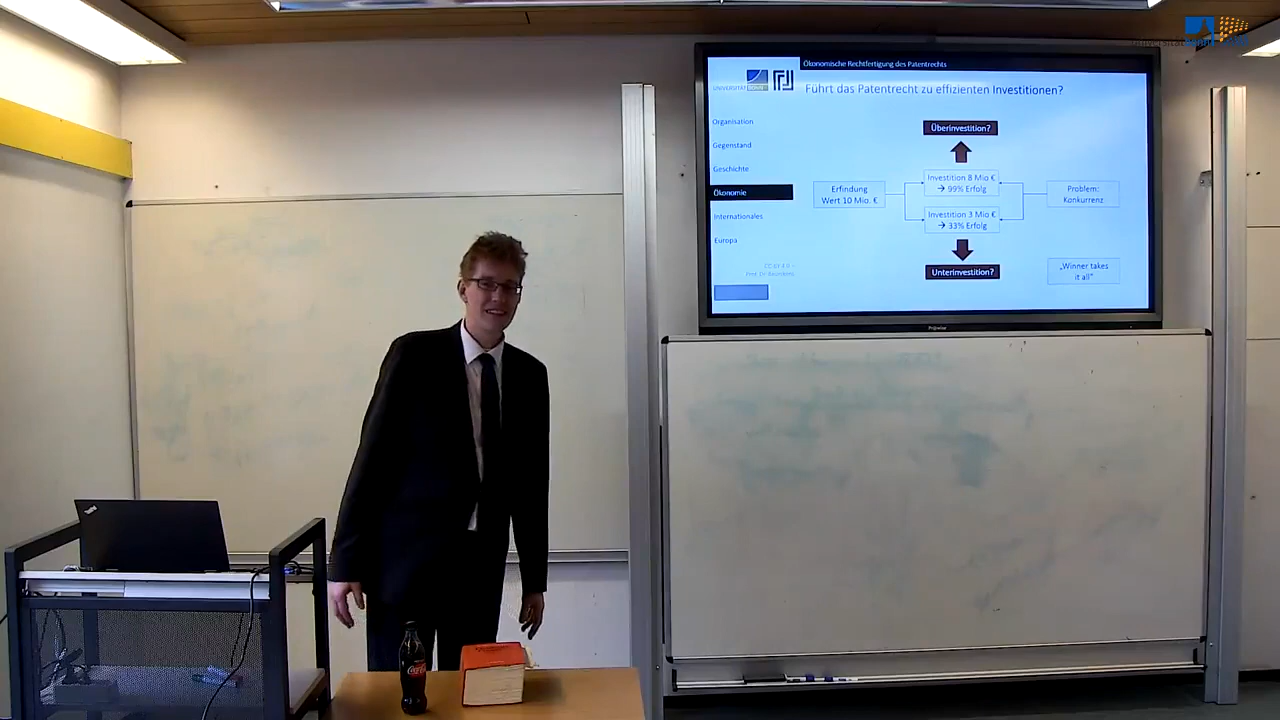 Ökonomische Rechtfertigung des Patentrechts
UNIVERSITÄT BONN
Führt das Patentrecht zu effizienten Investitionen?
Organisation
Gegenstand
Geschichte
Ökonomie
Internationales
Europa
Überinvestition?
Erfindung
Wert 10 Mio. €
Investition 8 Mio €
→ 99% Erfolg
Investition 3 Mio €
→ 33% Erfolg
Problem:
Konkurrenz
Unterinvestition?
„Winner takes
it all“
Coca-Cola